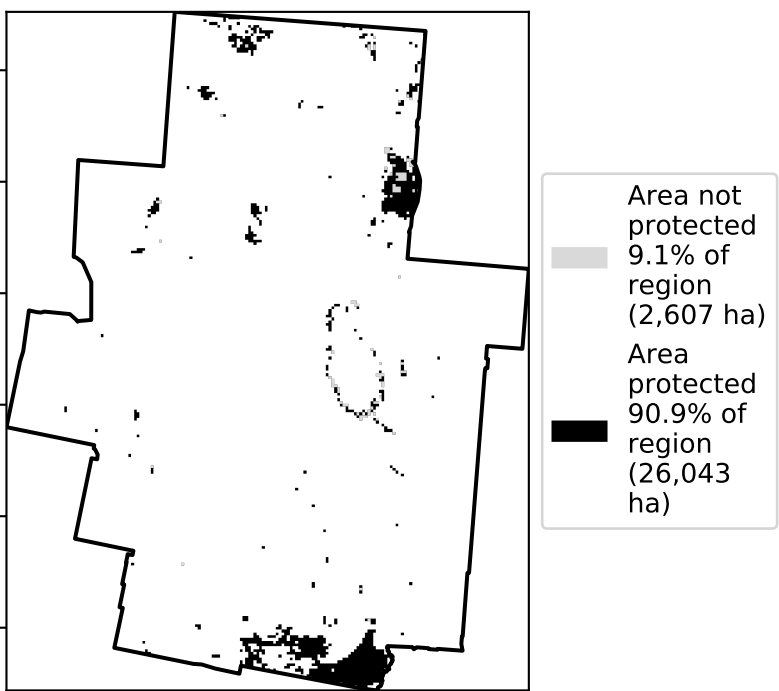 Area not
protected
9.1% of
region
(2,607 ha)
Area
protected
90.9% of
region
(26,043
ha)